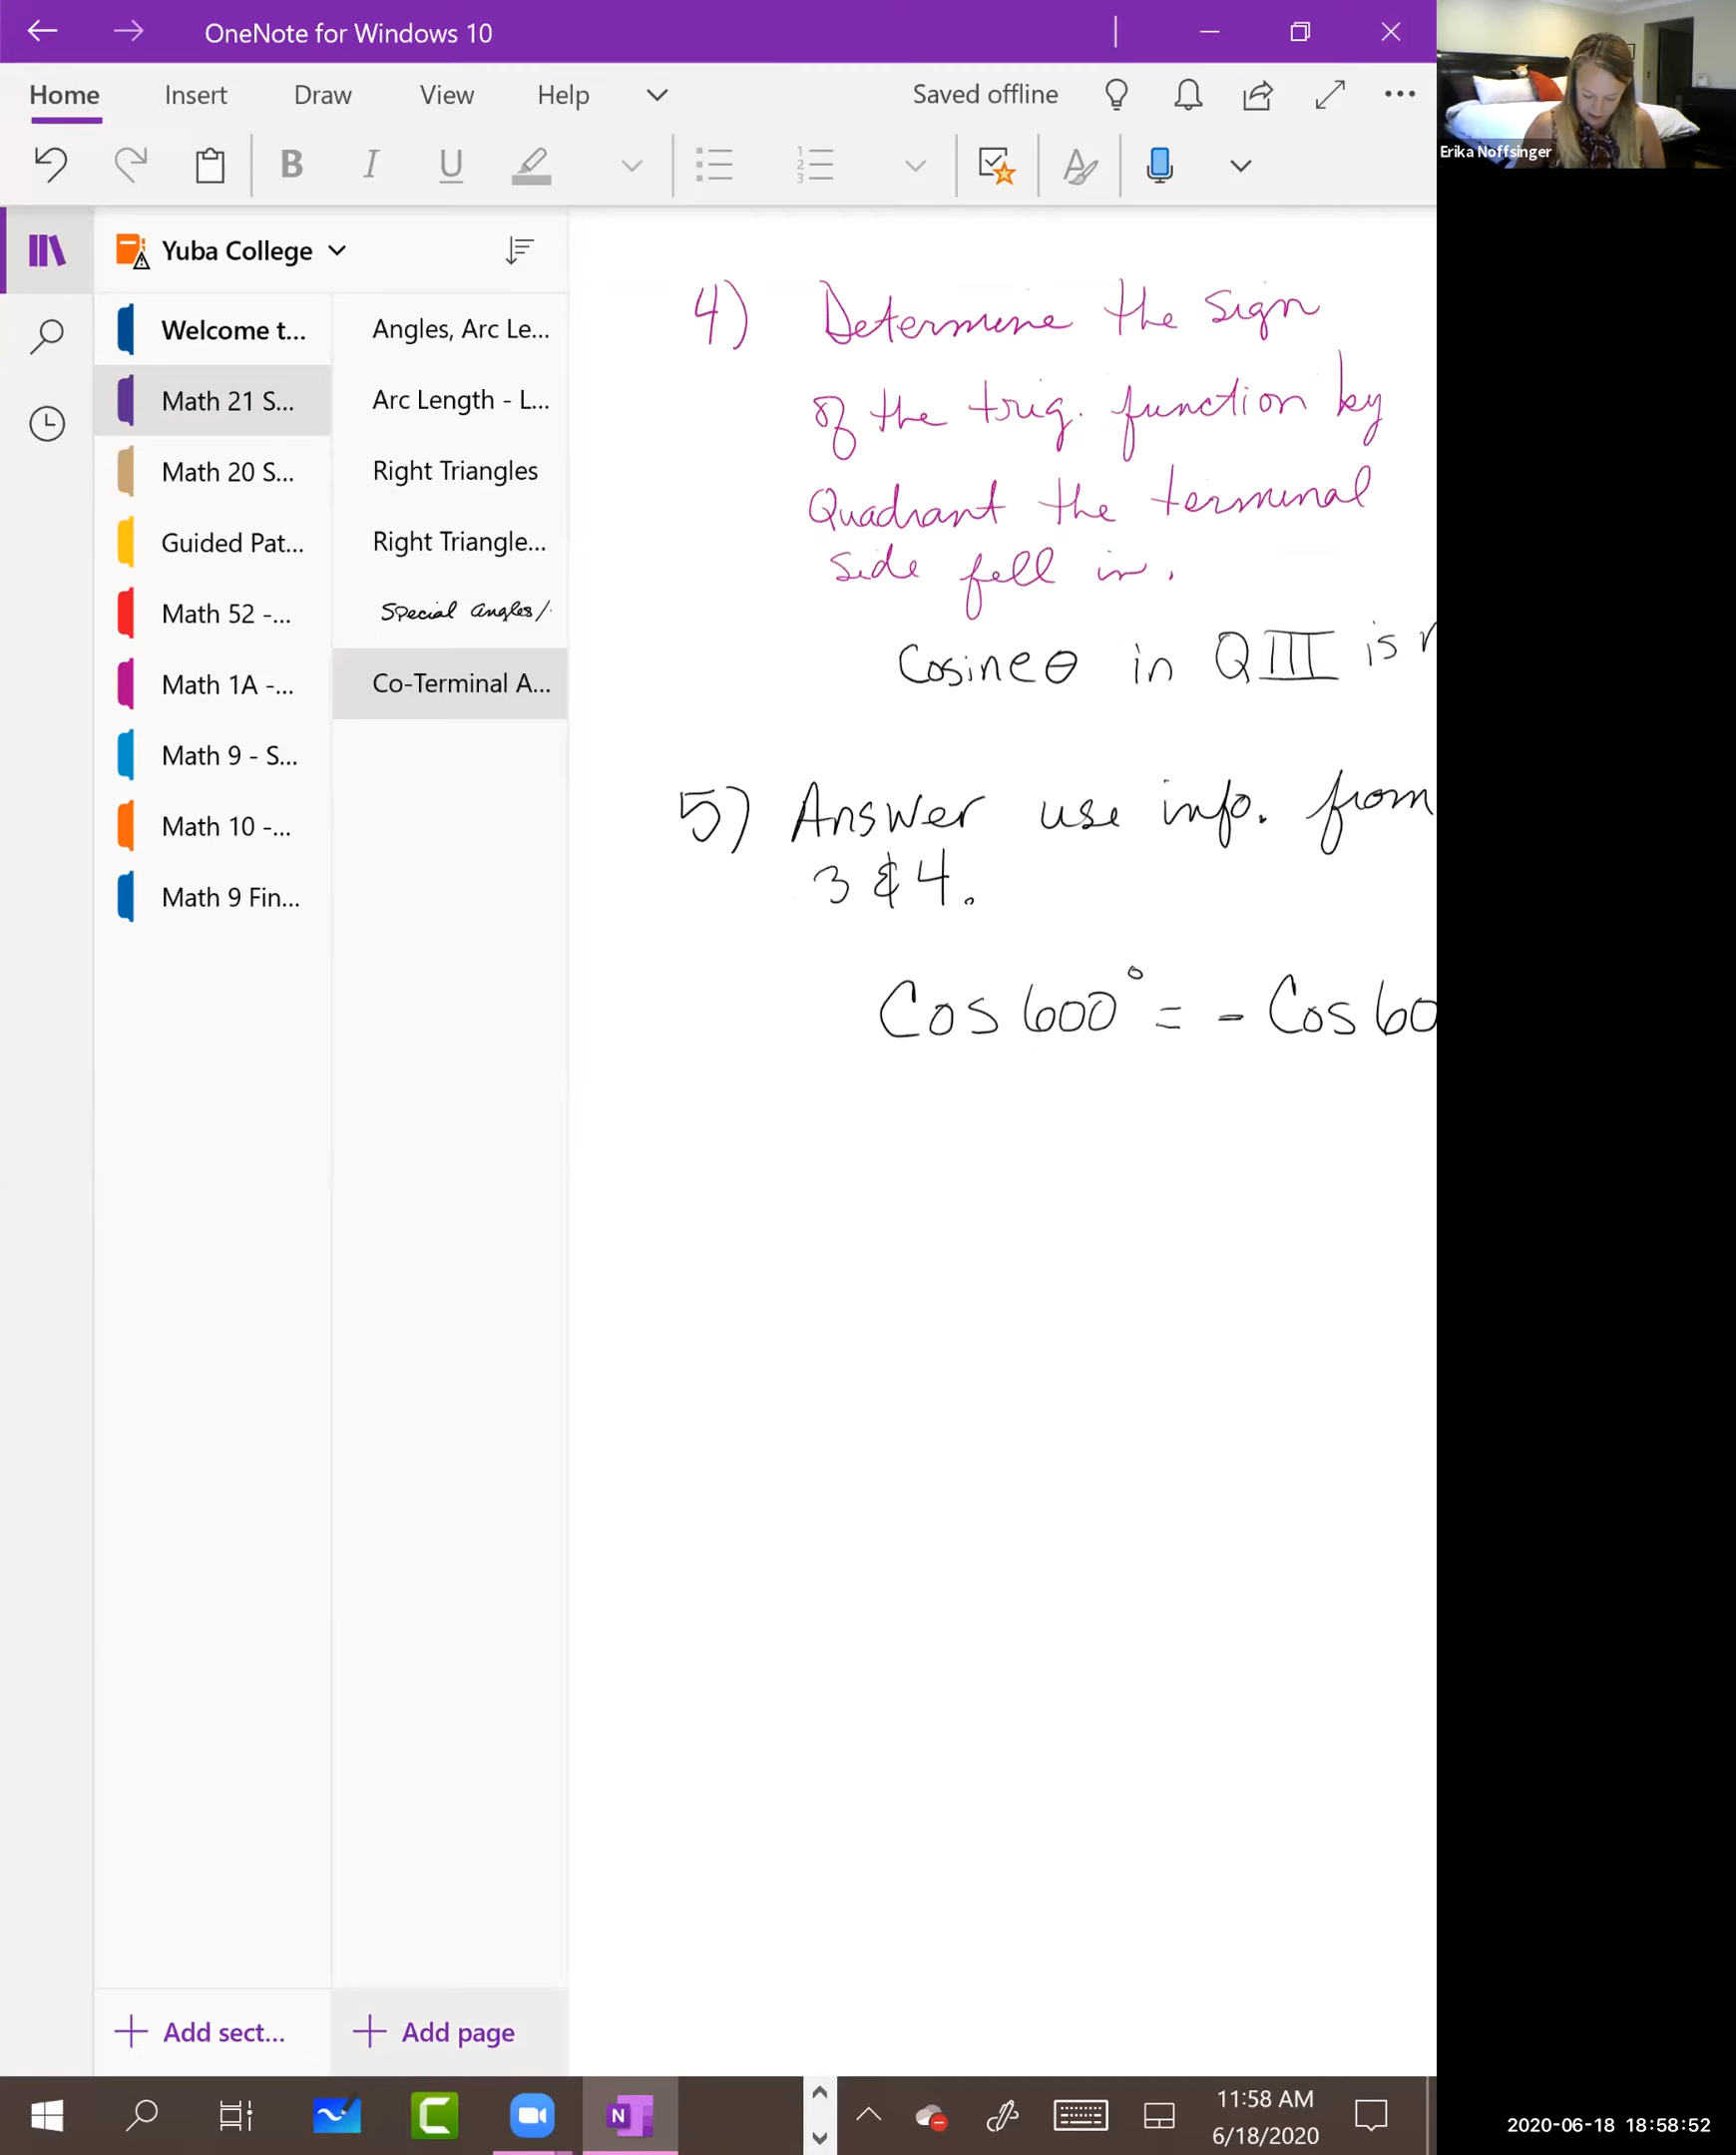 OneNote for Windows 10
Home Insert Draw View Help
Saved offline
B I U
Erika Noffsinger
Yuba College
Welcome t...
Math 21 S...
Math 20 S...
Guided Pat...
Math 52 -...
Math 1A -...
Math 9 - S...
Math 10 -...
Math 9 Fin...
Angles, Arc Le...
Arc Length - L...
Right Triangles
Right Triangle...
Special angles/
Co-Terminal A...
4) Determine the sign
of the trig. function by
Quadrant the terminal
side fell in.
Cosine θ in Q III is
5) Answer use info. from
3 & 4.
Cos 600° = - Cos 60
Add sect...
Add page
11:58 AM
6/18/2020
2020-06-18 18:58:52